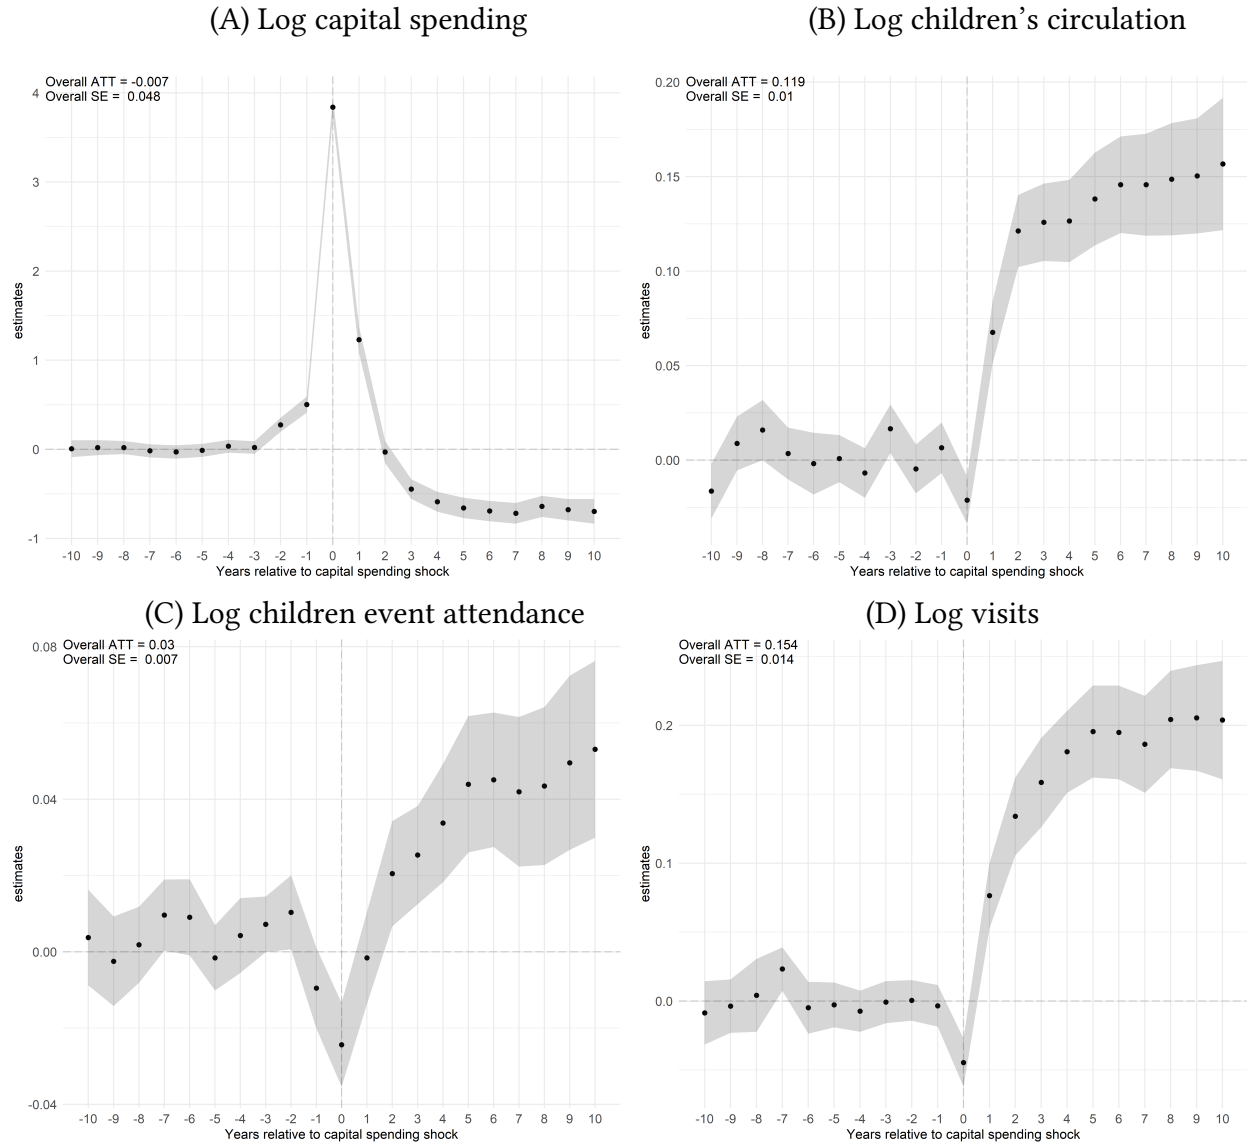 (A) Log capital spending
Overall ATT = -0.007
Overall SE =  0.048
4
3
2
1
0
-1
estimates
-10 -9 -8 -7 -6 -5 -4 -3 -2 -1 0 1 2 3 4 5 6 7 8 9 10
Years relative to capital spending shock
(B) Log children’s circulation
Overall ATT = 0.119
Overall SE =  0.01
0.20
0.15
0.10
0.05
0.00
estimates
-10 -9 -8 -7 -6 -5 -4 -3 -2 -1 0 1 2 3 4 5 6 7 8 9 10
Years relative to capital spending shock
(C) Log children event attendance
Overall ATT = 0.03
Overall SE =  0.007
0.08
0.04
0.00
-0.04
estimates
-10 -9 -8 -7 -6 -5 -4 -3 -2 -1 0 1 2 3 4 5 6 7 8 9 10
Years relative to capital spending shock
(D) Log visits
Overall ATT = 0.154
Overall SE =  0.014
0.2
0.1
0.0
estimates
-10 -9 -8 -7 -6 -5 -4 -3 -2 -1 0 1 2 3 4 5 6 7 8 9 10
Years relative to capital spending shock